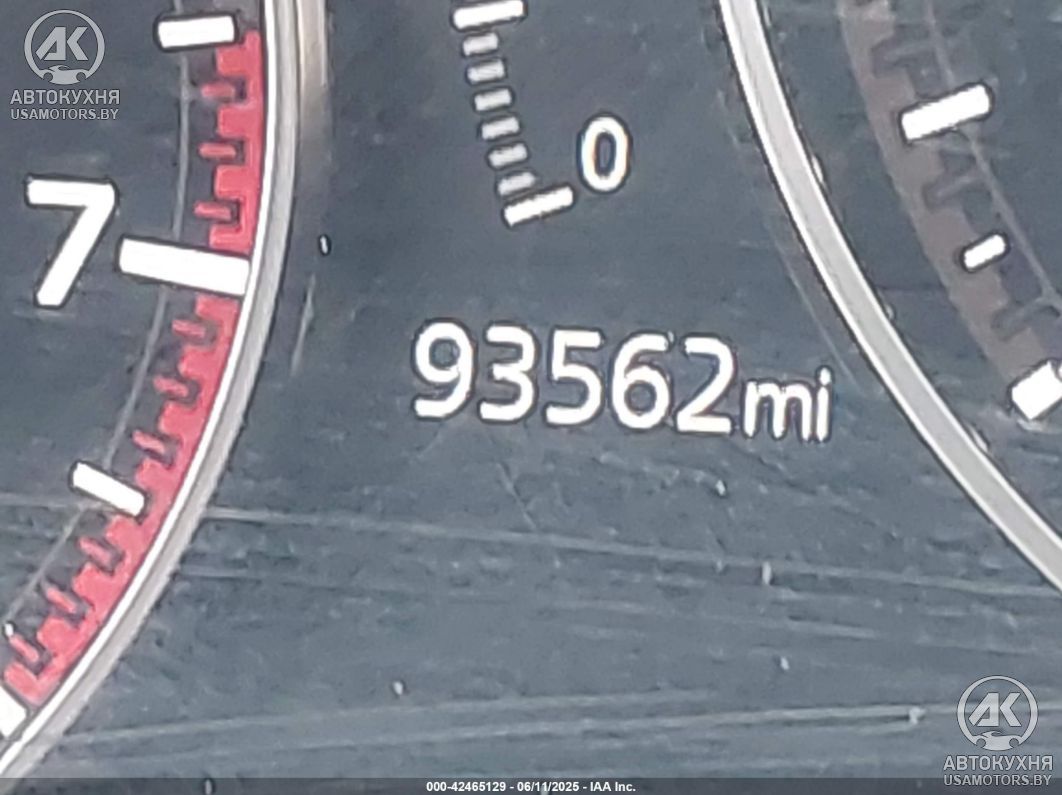 AK
АВТОКУХНЯ
USAMOTORS.BY
7
0
93562mi
AK
АВТОКУХНЯ
USAMOTORS.BY
000-42465129 - 06/11/2025 - IAA Inc.